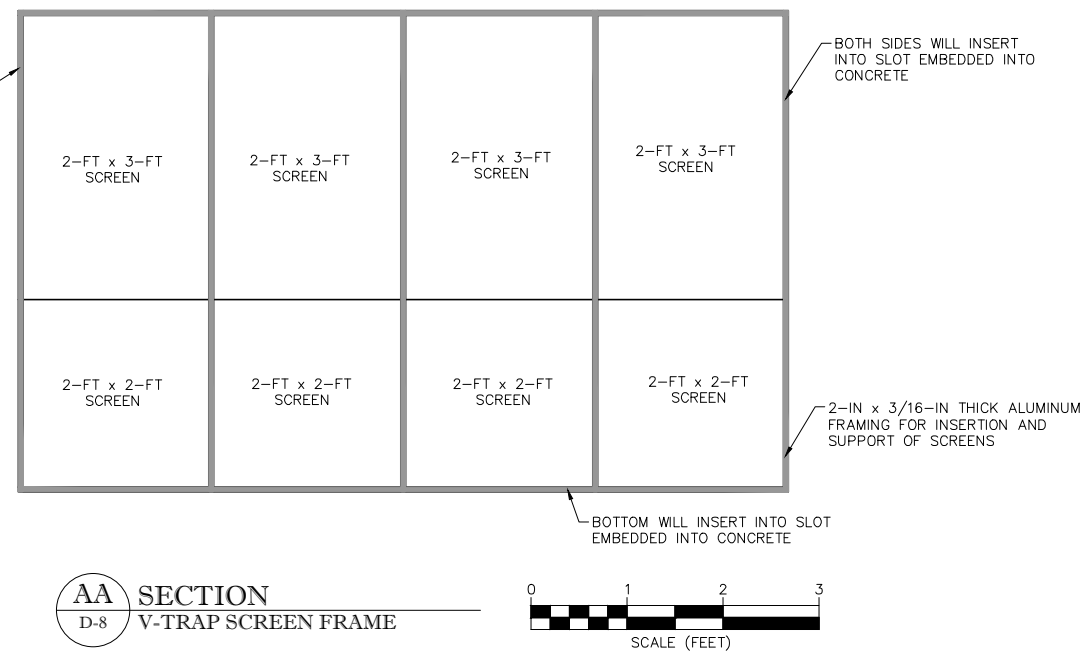 BOTH SIDES WILL INSERT
INTO SLOT EMBEDDED INTO
CONCRETE
2-FT x 3-FT
SCREEN
2-FT x 3-FT
SCREEN
2-FT x 3-FT
SCREEN
2-FT x 3-FT
SCREEN
2-FT x 2-FT
SCREEN
2-FT x 2-FT
SCREEN
2-FT x 2-FT
SCREEN
2-FT x 2-FT
SCREEN
2-IN x 3/16-IN THICK ALUMINUM
FRAMING FOR INSERTION AND
SUPPORT OF SCREENS
BOTTOM WILL INSERT INTO SLOT
EMBEDDED INTO CONCRETE
AA
D-8
SECTION
V-TRAP SCREEN FRAME
0 1 2 3
SCALE (FEET)